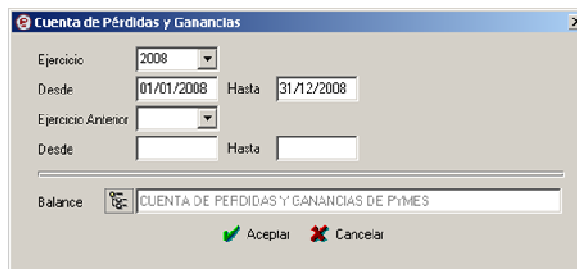 Cuenta de Pérdidas y Ganancias
Ejercicio 2008
Desde 01/01/2008 Hasta 31/12/2008
Ejercicio Anterior
Desde Hasta
Balance CUENTA DE PERDIDAS Y GANANCIAS DE PYMES
Aceptar Cancelar